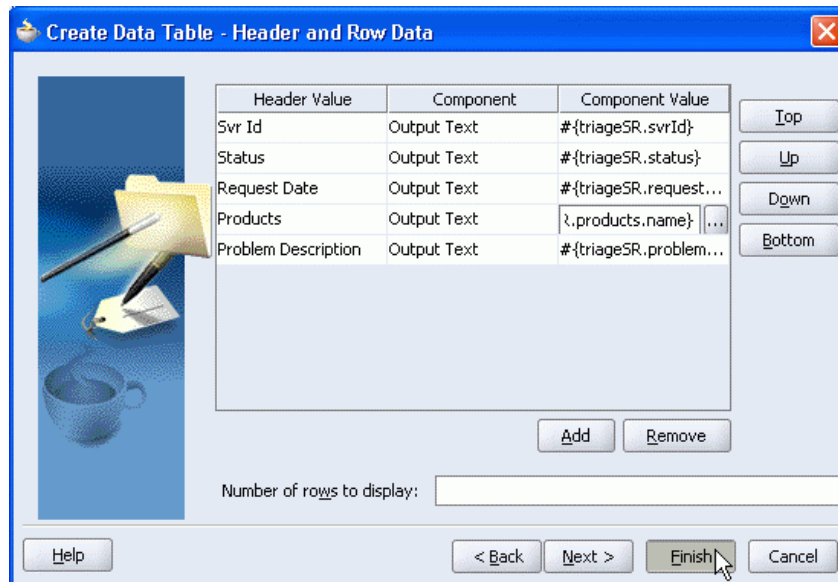 Create Data Table - Header and Row Data
Header Value Component Component Value
Svr Id Output Text #{triageSR.svrId}
Status Output Text #{triageSR.status}
Request Date Output Text #{triageSR.request...
Products Output Text .products.name} ...
Problem Description Output Text #{triageSR.problem...
Top
Up
Down
Bottom
Add Remove
Number of rows to display:
Help < Back Next > Finish Cancel